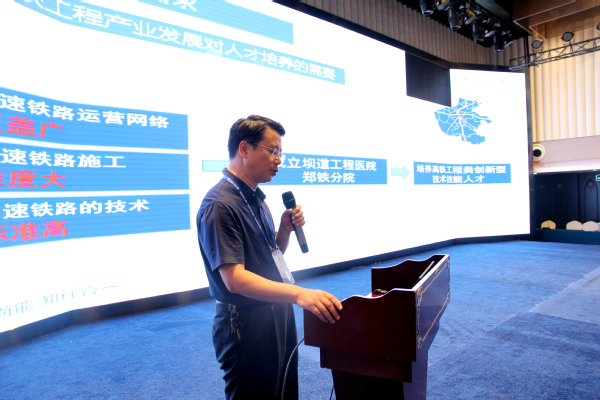 工程产业发展对人才培养的需要
速铁路运营网络
盖广
速铁路施工
度大
速铁路的技术
准高
成立坝道工程医院
郑铁分院
培养高铁工程类创新型
技术技能人才
知行合一